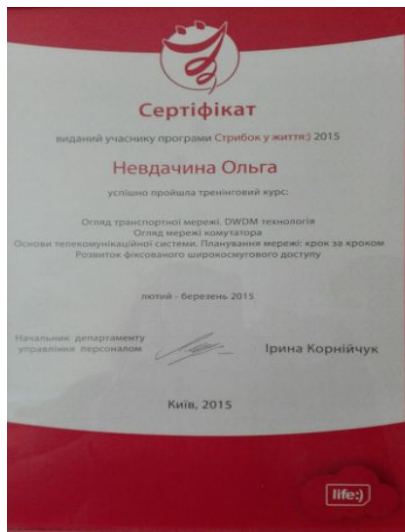 Сертифікат
виданий учаснику програми Стрибок у життя:) 2015
Невдачина Ольга
успішно пройшла тренінговий курс:
Огляд транспортної мережі. DWDM технологія
Огляд мережі комутатора
Основи телекомунікаційної системи. Планування мережі: крок за кроком
Розвиток фіксованого широкосмугового доступу
лютий - березень 2015
Начальник департаменту
управління персоналом
Ірина Корнійчук
Київ, 2015
life:)